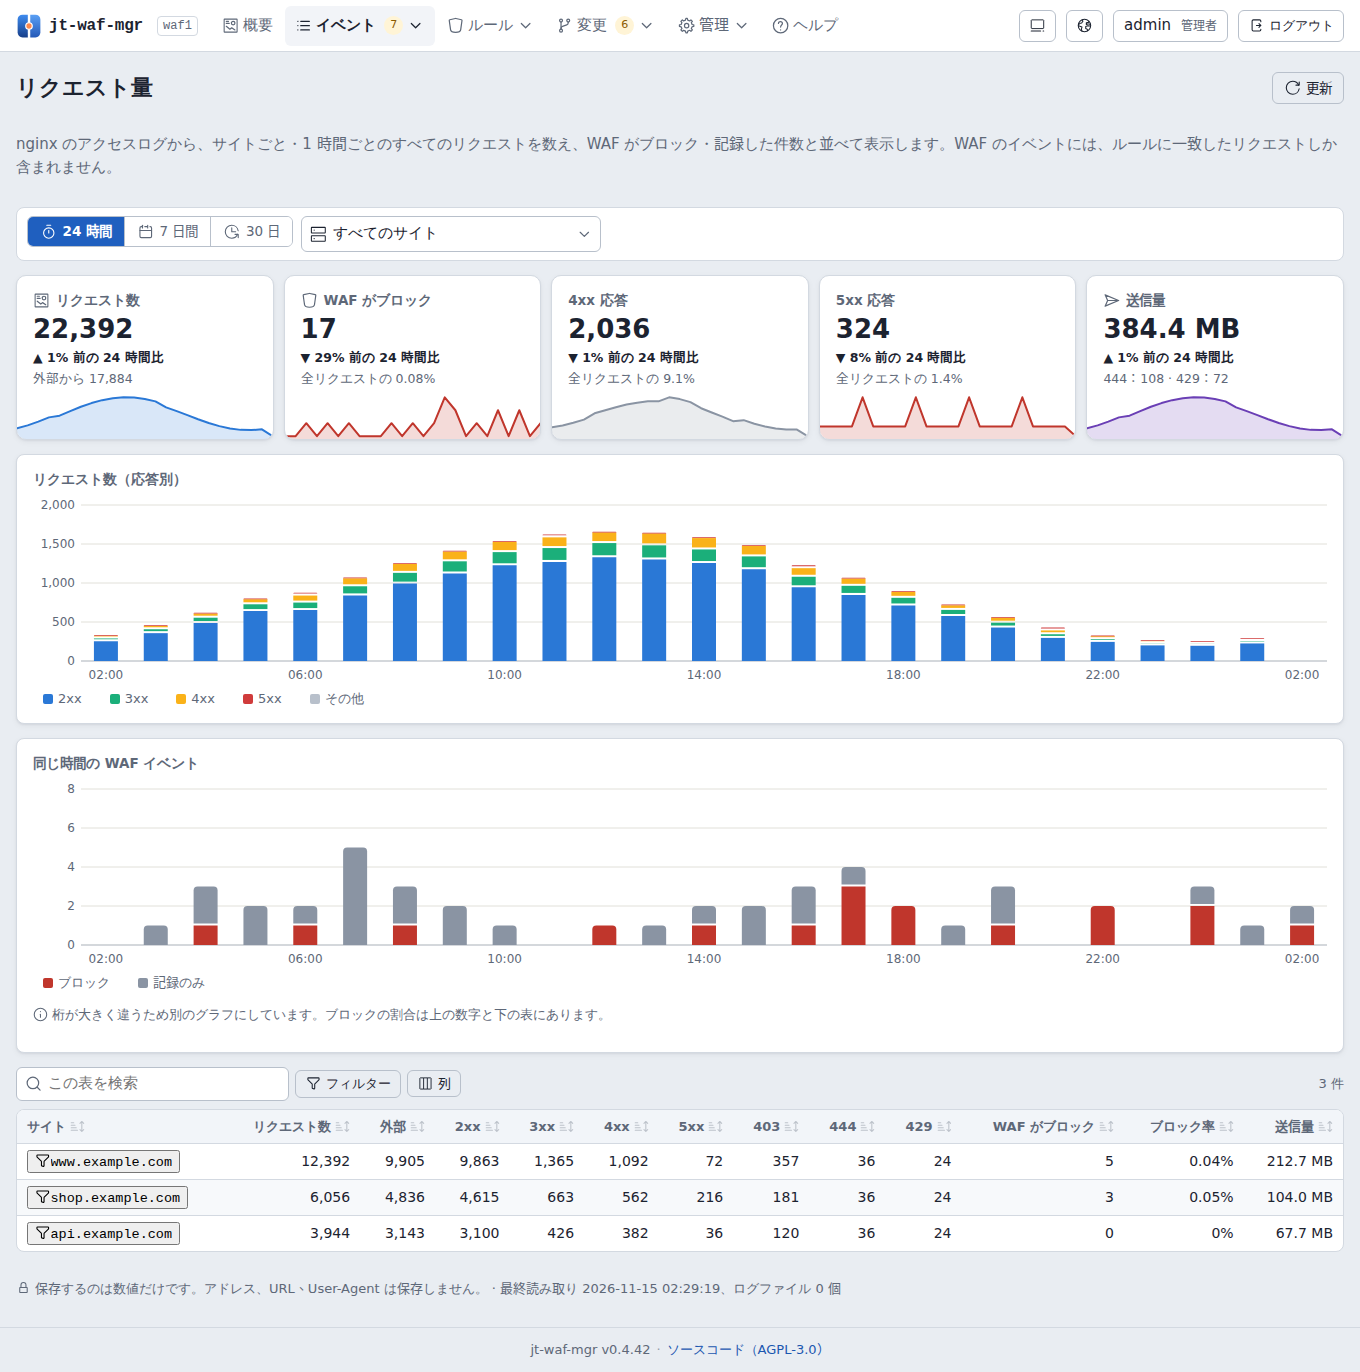 jt-waf-mgr waf1 概要 イベント 7 ルール 変更 6 管理 ヘルプ admin 管理者 ログアウト
リクエスト量
更新
nginx のアクセスログから、サイトごと・1 時間ごとのすべてのリクエストを数え、WAF がブロック・記録した件数と並べて表示します。WAF のイベントには、ルールに一致したリクエストしか
含まれません。
24 時間 7 日間 30 日 すべてのサイト
リクエスト数
22,392
▲ 1% 前の 24 時間比
外部から 17,884
WAF がブロック
17
▼ 29% 前の 24 時間比
全リクエストの 0.08%
4xx 応答
2,036
▼ 1% 前の 24 時間比
全リクエストの 9.1%
5xx 応答
324
▼ 8% 前の 24 時間比
全リクエストの 1.4%
送信量
384.4 MB
▲ 1% 前の 24 時間比
444：108 · 429：72
リクエスト数（応答別）
2,000
1,500
1,000
500
0
02:00 06:00 10:00 14:00 18:00 22:00 02:00
2xx 3xx 4xx 5xx その他
同じ時間の WAF イベント
8
6
4
2
0
02:00 06:00 10:00 14:00 18:00 22:00 02:00
ブロック 記録のみ
桁が大きく違うため別のグラフにしています。ブロックの割合は上の数字と下の表にあります。
この表を検索 フィルター 列 3 件
サイト リクエスト数 外部 2xx 3xx 4xx 5xx 403 444 429 WAF がブロック ブロック率 送信量
www.example.com 12,392 9,905 9,863 1,365 1,092 72 357 36 24 5 0.04% 212.7 MB
shop.example.com 6,056 4,836 4,615 663 562 216 181 36 24 3 0.05% 104.0 MB
api.example.com 3,944 3,143 3,100 426 382 36 120 36 24 0 0% 67.7 MB
保存するのは数値だけです。アドレス、URL、User-Agent は保存しません。 · 最終読み取り 2026-11-15 02:29:19、ログファイル 0 個
jt-waf-mgr v0.4.42 · ソースコード（AGPL-3.0）